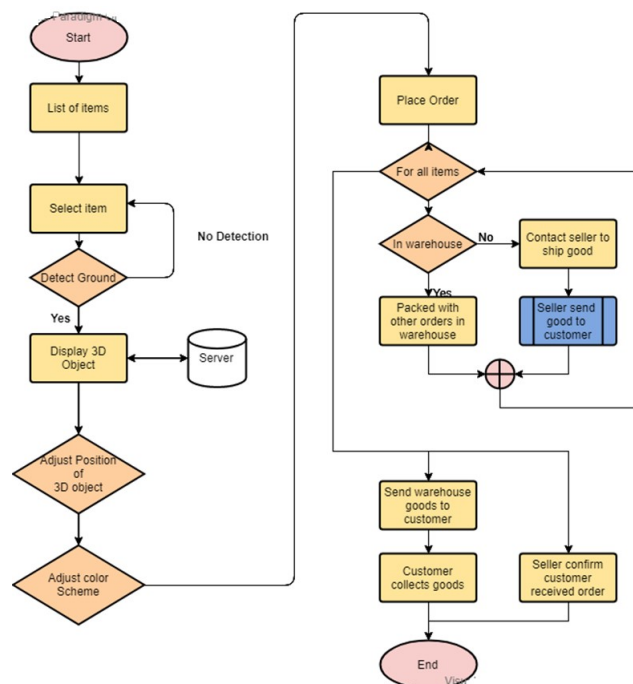 Paradigm
Start
List of items
Select item
No Detection
Detect Ground
Yes
Display 3D
Object
Server
Adjust Position
of
3D object
Adjust color
Scheme
Place Order
For all items
In warehouse
No
Contact seller to
ship good
Yes
Packed with
other orders in
warehouse
Seller send
good to
customer
Send warehouse
goods to
customer
Customer
collects goods
Seller confirm
customer
received order
End